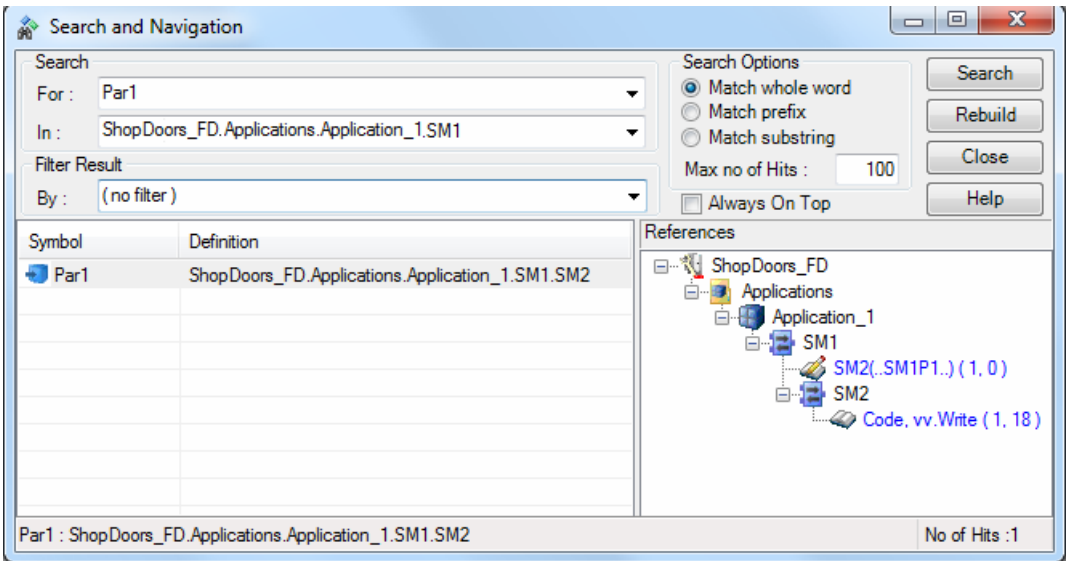 Search and Navigation
Search
For :
Par1
In :
ShopDoors_FD.Applications.Application_1.SM1
Filter Result
By :
( no filter )
Search Options
Match whole word
Match prefix
Match substring
Max no of Hits :
100
Always On Top
Search
Rebuild
Close
Help
Symbol
Definition
Par1
ShopDoors_FD.Applications.Application_1.SM1.SM2
References
ShopDoors_FD
Applications
Application_1
SM1
SM2(..SM1P1..) ( 1, 0 )
SM2
Code, vv.Write ( 1, 18 )
Par1 : ShopDoors_FD.Applications.Application_1.SM1.SM2
No of Hits :1